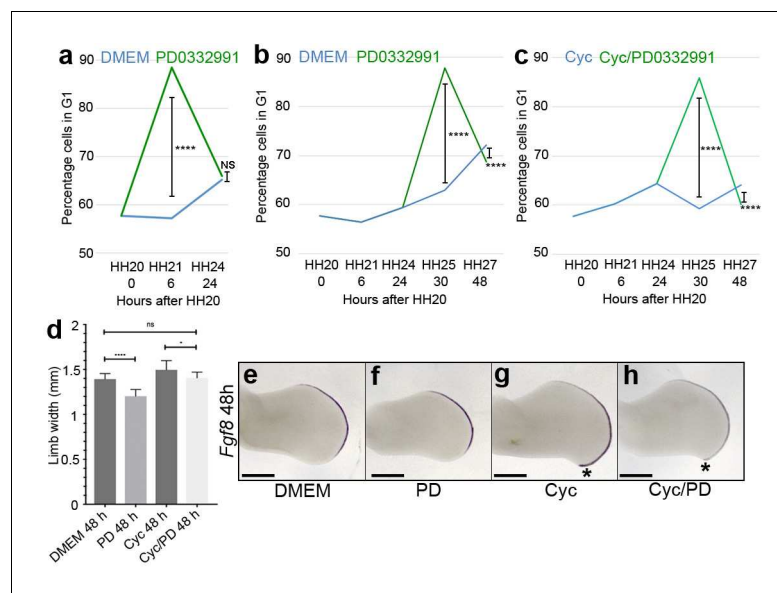 a DMEM PD0332991
Percentage cells in G1
90
80
70
60
50
****
NS
HH20 HH21 HH24
0 6 24
Hours after HH20
b DMEM PD0332991
Percentage cells in G1
90
80
70
60
50
****
****
HH20 HH21 HH24 HH25 HH27
0 6 24 30 48
Hours after HH20
c Cyc Cyc/PD0332991
Percentage cells in G1
90
80
70
60
50
****
****
HH20 HH21 HH24 HH25 HH27
0 6 24 30 48
Hours after HH20
d
Limb width (mm)
2
1.5
1
0.5
0
ns
****
*
DMEM 48 h
PD 48 h
Cyc 48 h
Cyc/PD 48 h
Fgf8 48h
e f g h
* *
DMEM PD Cyc Cyc/PD